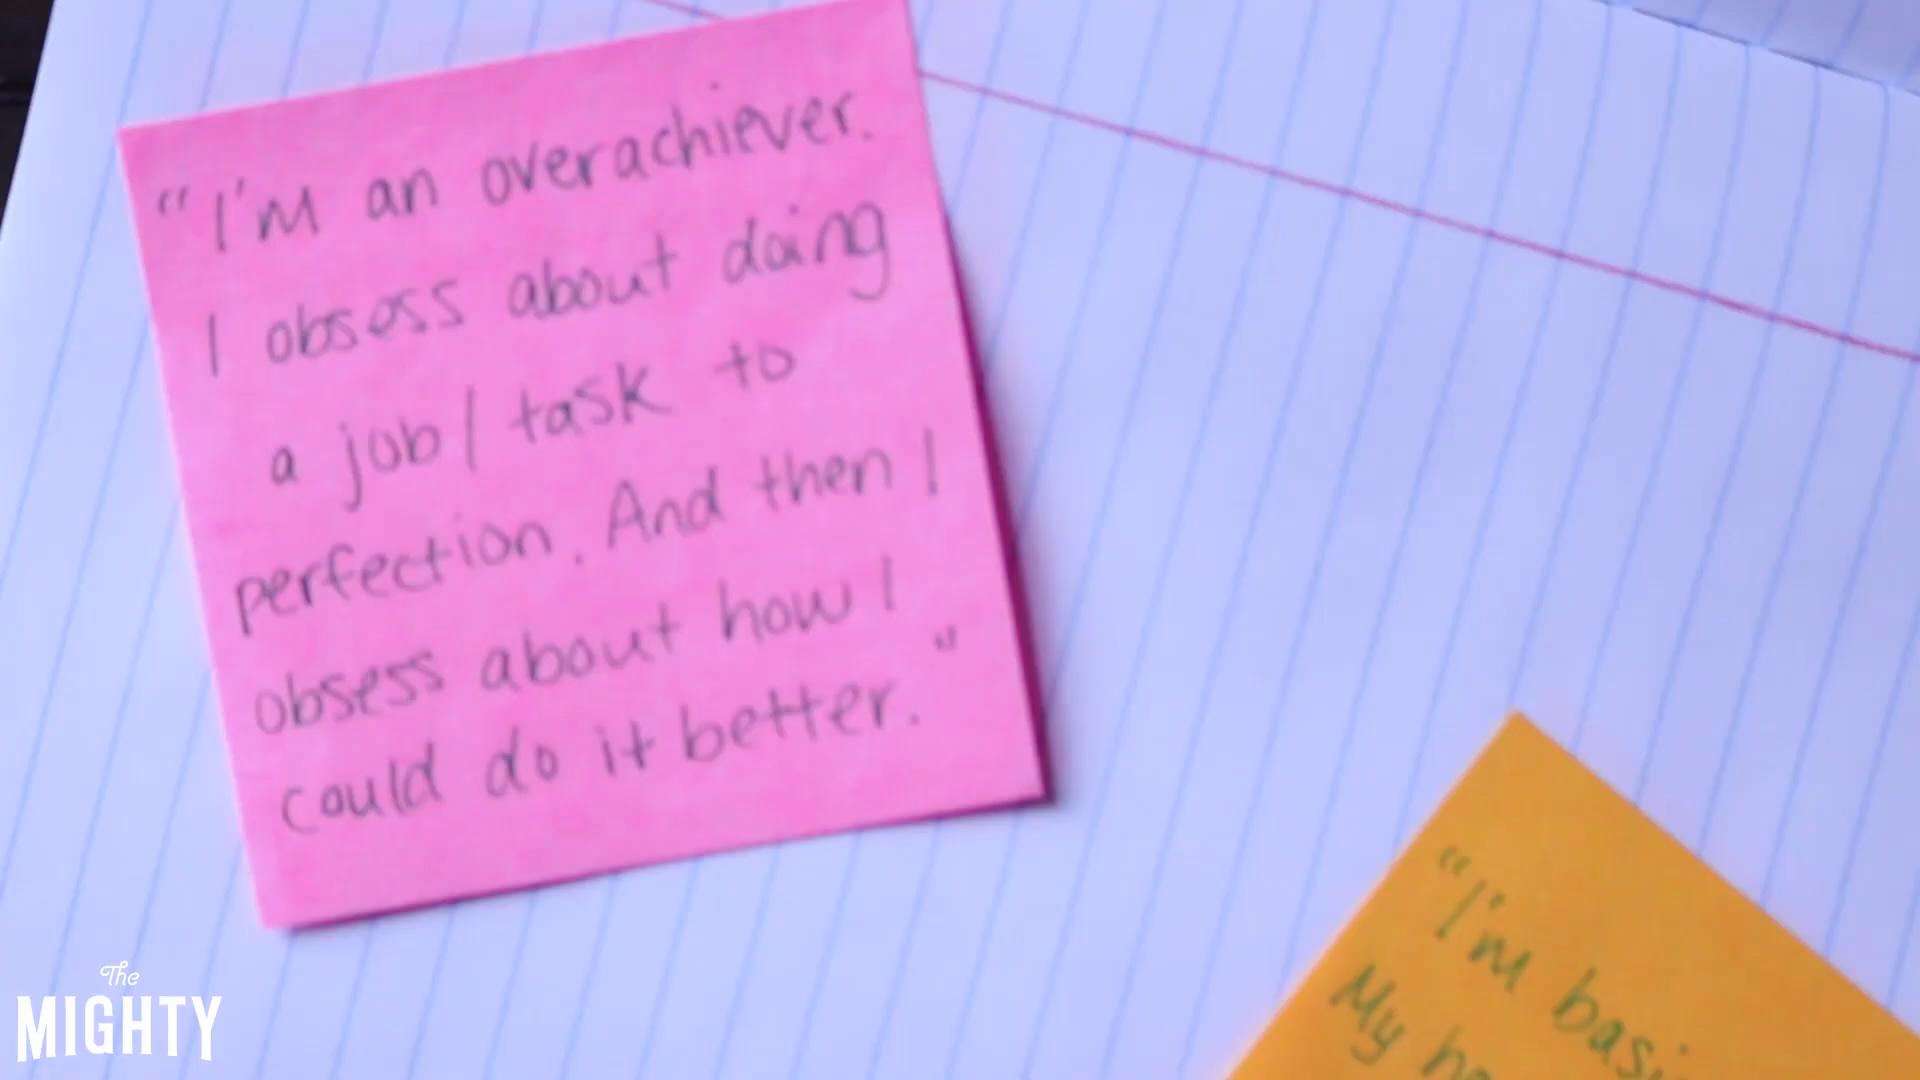 "I'm an overachiever.
I obsess about doing
a job/task to
perfection. And then I
obsess about how I
could do it better."
"I'm
My
The
MIGHTY